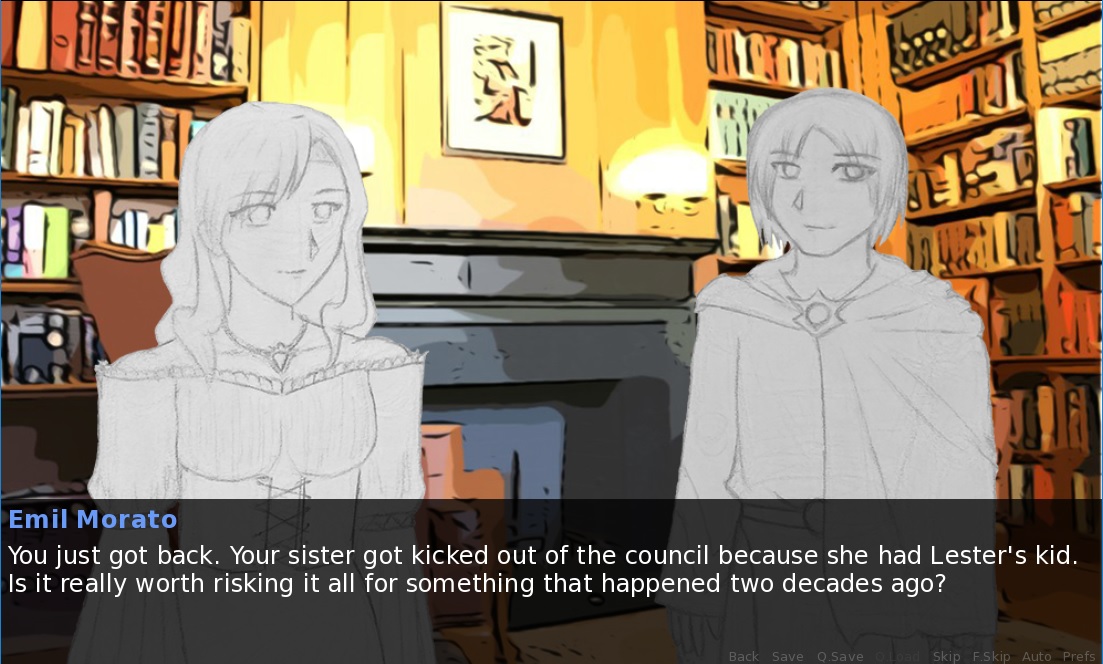 Emil Morato
You just got back. Your sister got kicked out of the council because she had Lester's kid.
Is it really worth risking it all for something that happened two decades ago?
Back Save Q.Save Q.Load Skip F.Skip Auto Prefs